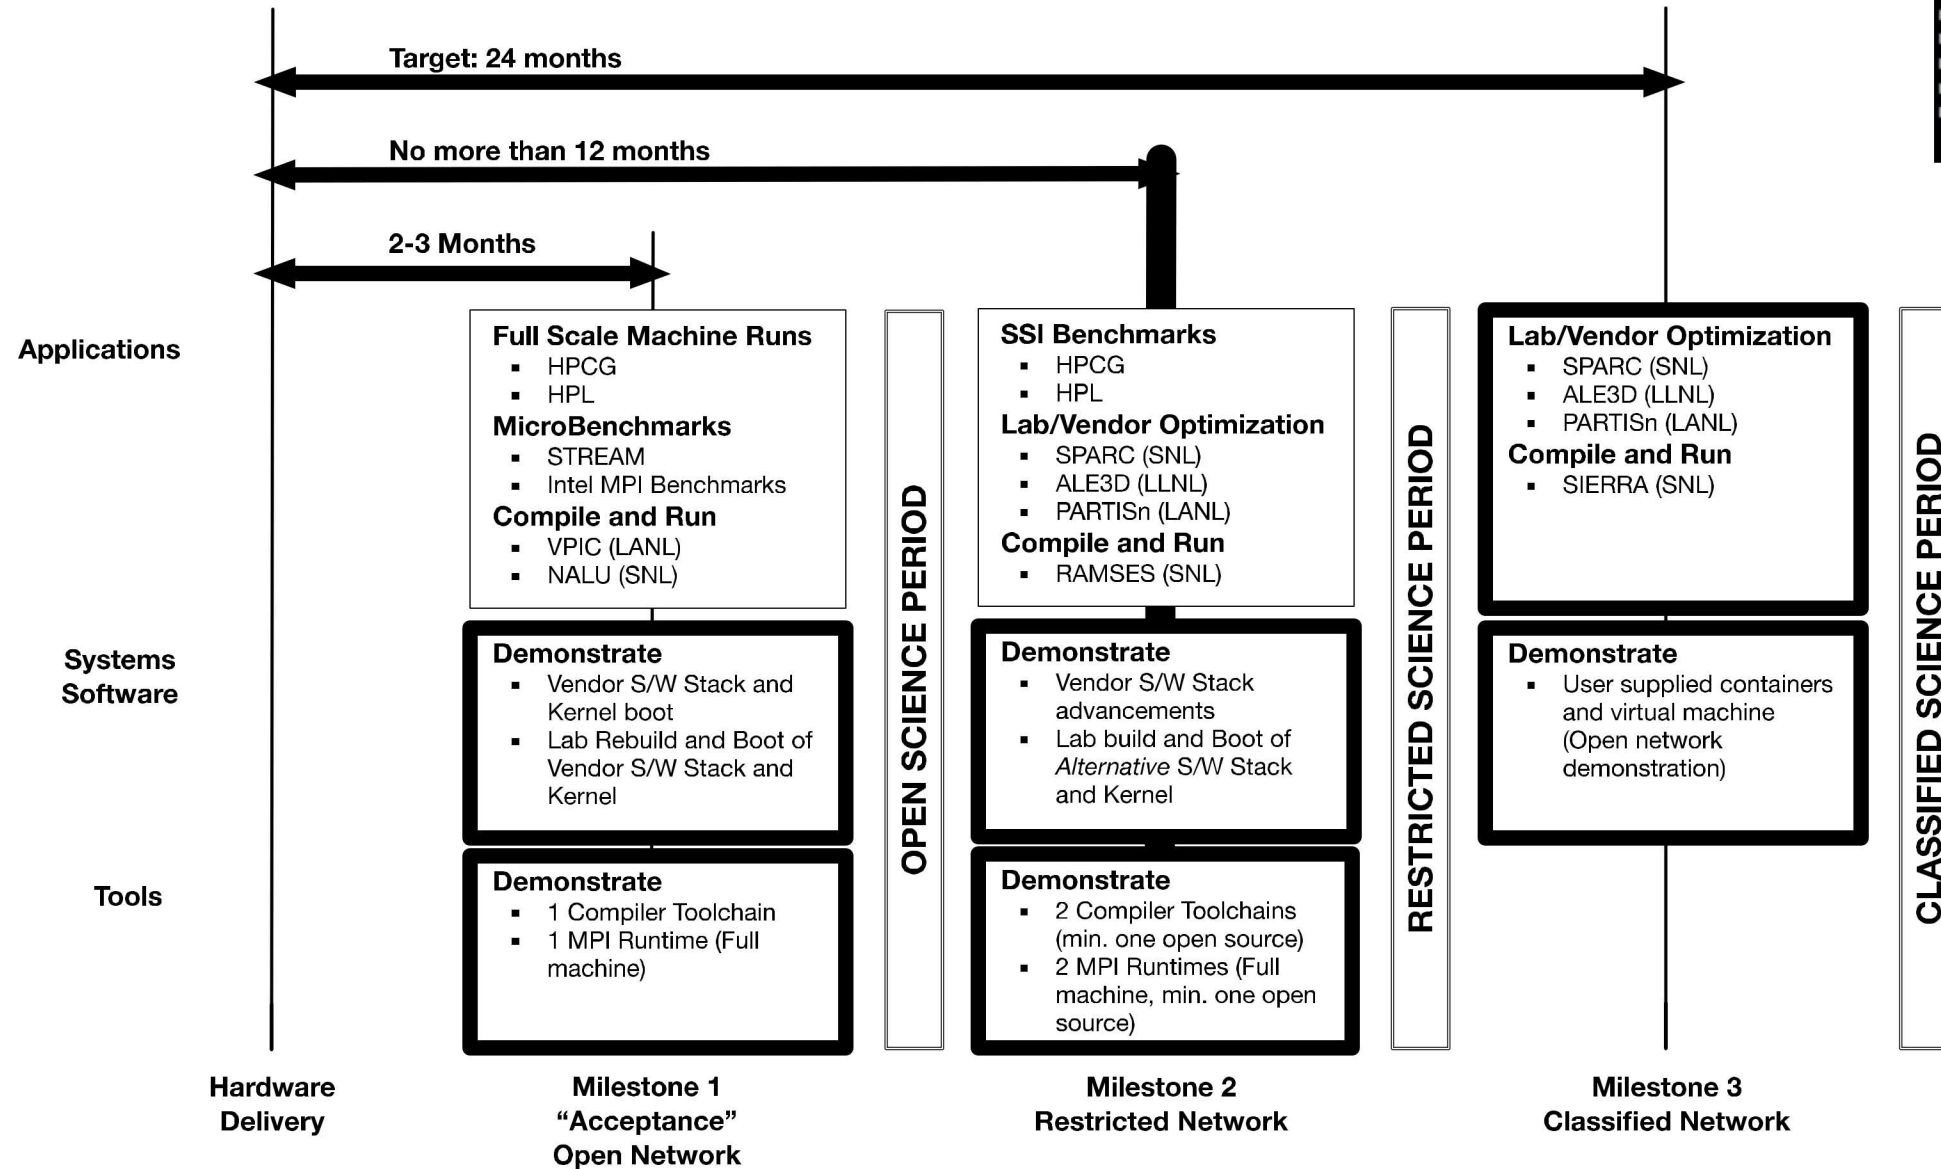 Target: 24 months
No more than 12 months
2-3 Months
Applications
Full Scale Machine Runs
▪ HPCG
▪ HPL
MicroBenchmarks
▪ STREAM
▪ Intel MPI Benchmarks
Compile and Run
▪ VPIC (LANL)
▪ NALU (SNL)
OPEN SCIENCE PERIOD
SSI Benchmarks
▪ HPCG
▪ HPL
Lab/Vendor Optimization
▪ SPARC (SNL)
▪ ALE3D (LLNL)
▪ PARTISn (LANL)
Compile and Run
▪ RAMSES (SNL)
RESTRICTED SCIENCE PERIOD
Lab/Vendor Optimization
▪ SPARC (SNL)
▪ ALE3D (LLNL)
▪ PARTISn (LANL)
Compile and Run
▪ SIERRA (SNL)
CLASSIFIED SCIENCE PERIOD
Systems
Software
Demonstrate
▪ Vendor S/W Stack and
Kernel boot
▪ Lab Rebuild and Boot of
Vendor S/W Stack and
Kernel
Demonstrate
▪ Vendor S/W Stack
advancements
▪ Lab build and Boot of
Alternative S/W Stack
and Kernel
Demonstrate
▪ User supplied containers
and virtual machine
(Open network
demonstration)
Tools
Demonstrate
▪ 1 Compiler Toolchain
▪ 1 MPI Runtime (Full
machine)
Demonstrate
▪ 2 Compiler Toolchains
(min. one open source)
▪ 2 MPI Runtimes (Full
machine, min. one open
source)
Hardware
Delivery
Milestone 1
“Acceptance”
Open Network
Milestone 2
Restricted Network
Milestone 3
Classified Network